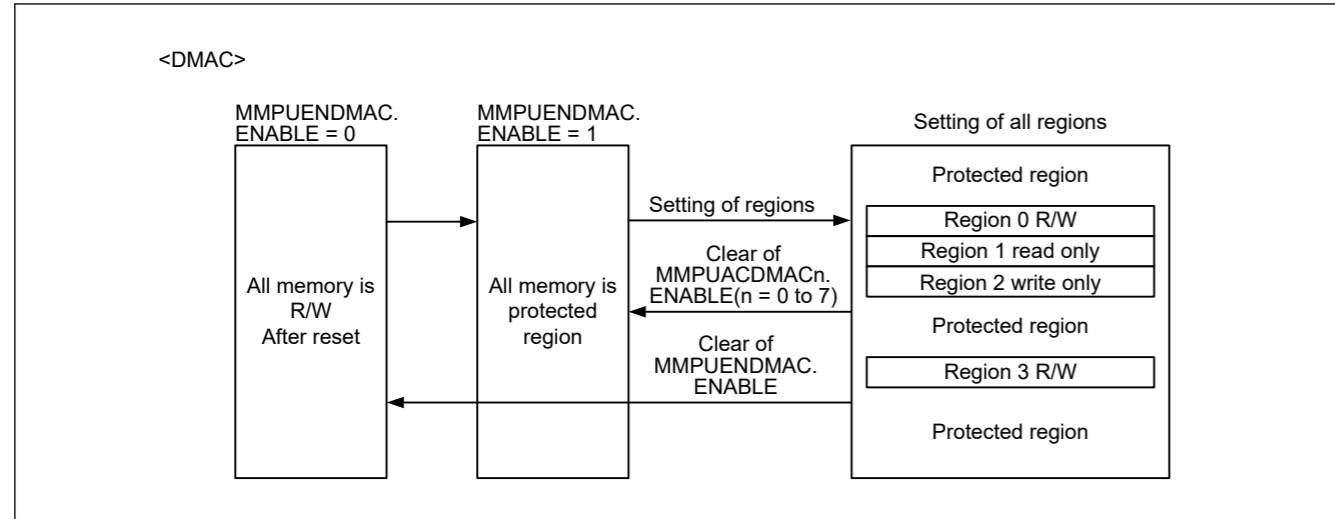 <DMAC>
MMPUENDMAC.
ENABLE = 0
MMPUENDMAC.
ENABLE = 1
Setting of all regions
All memory is
R/W
After reset
All memory is
protected
region
Setting of regions
Clear of
MMPUACDMACn.
ENABLE(n = 0 to 7)
Clear of
MMPUENDMAC.
ENABLE
Protected region
Region 0 R/W
Region 1 read only
Region 2 write only
Protected region
Region 3 R/W
Protected region